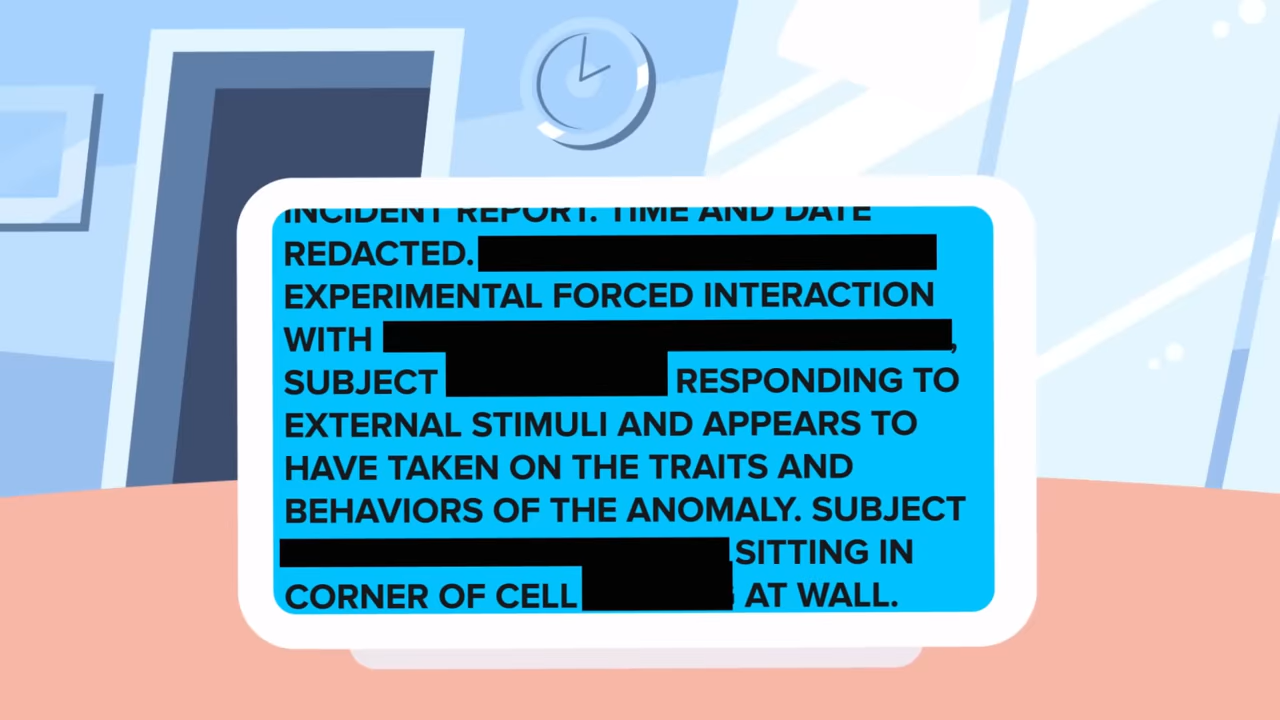 INCIDENT REPORT. TIME AND DATE
REDACTED.
EXPERIMENTAL FORCED INTERACTION
WITH ,
SUBJECT RESPONDING TO
EXTERNAL STIMULI AND APPEARS TO
HAVE TAKEN ON THE TRAITS AND
BEHAVIORS OF THE ANOMALY. SUBJECT
SITTING IN
CORNER OF CELL AT WALL.